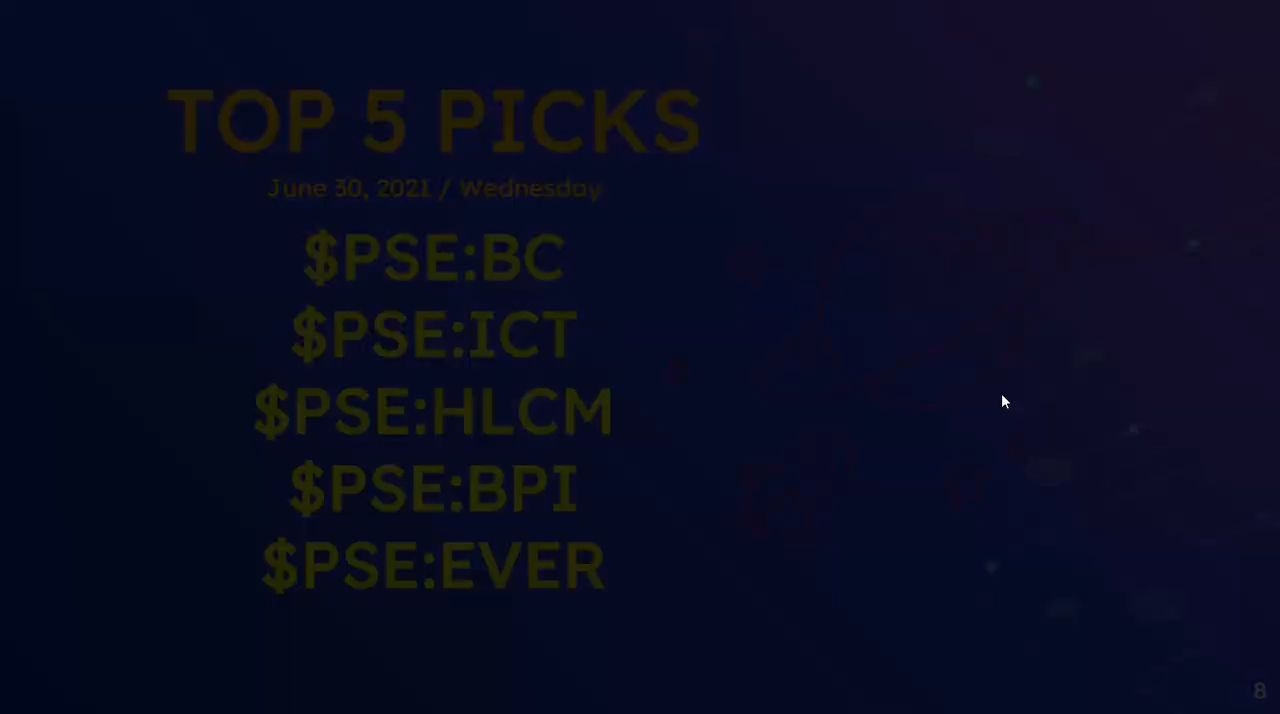 TOP 5 PICKS
June 30, 2021 / Wednesday
$PSE:BC
$PSE:ICT
$PSE:HLCM
$PSE:BPI
$PSE:EVER
8